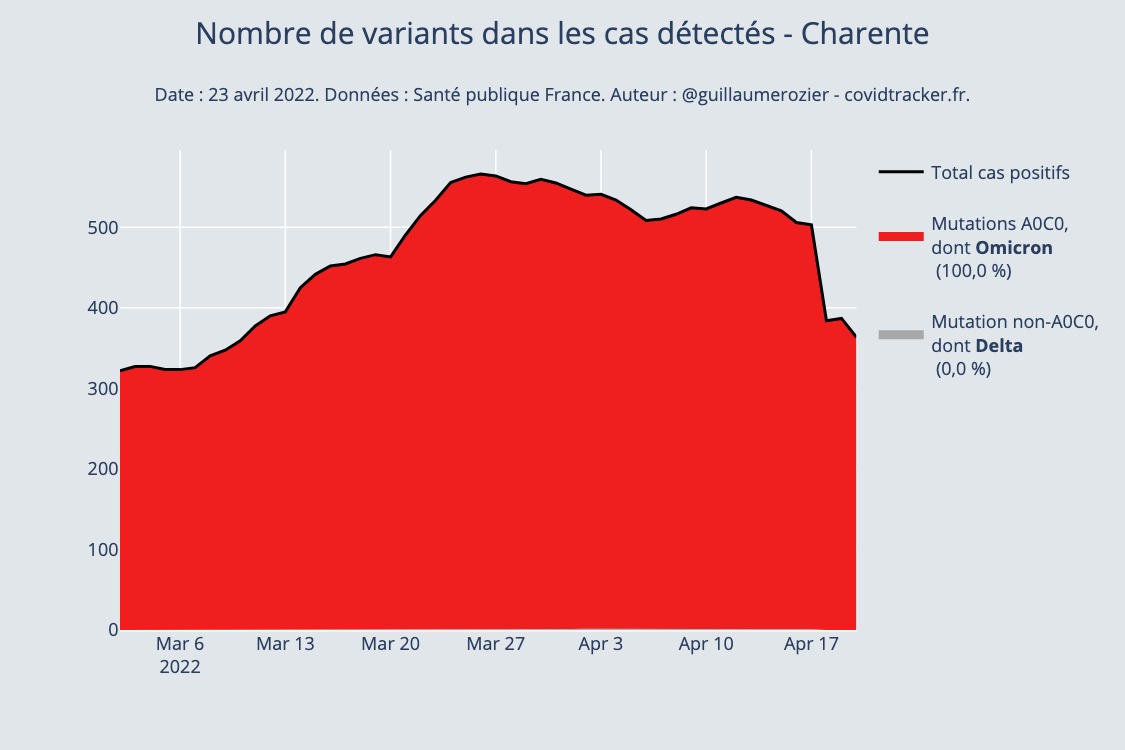 Nombre de variants dans les cas détectés - Charente
Date : 23 avril 2022. Données : Santé publique France. Auteur : @guillaumerozier - covidtracker.fr.
Total cas positifs
Mutations A0C0,
dont Omicron
(100,0 %)
Mutation non-A0C0,
dont Delta
(0,0 %)
500
400
300
200
100
0
Mar 6
2022
Mar 13
Mar 20
Mar 27
Apr 3
Apr 10
Apr 17